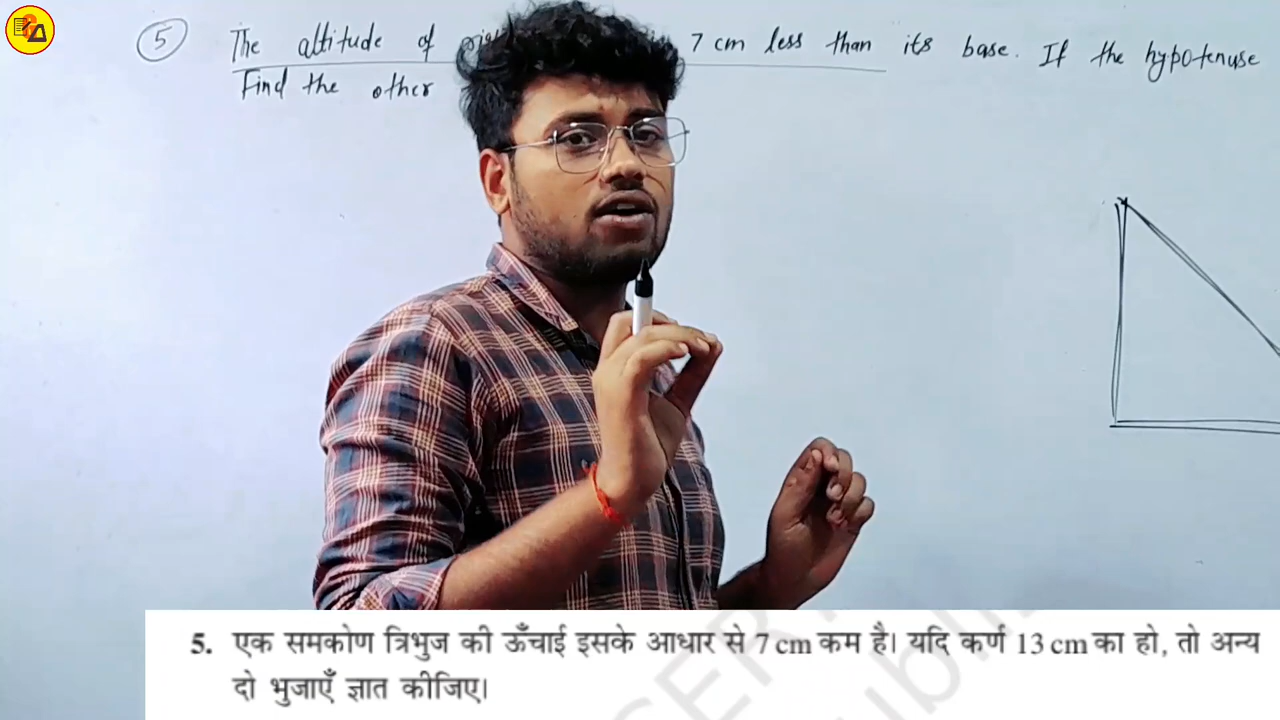 5 The altitude of 7 cm less than its base. If the hypotenuse
Find the other
5. एक समकोण त्रिभुज की ऊँचाई इसके आधार से 7 cm कम है। यदि कर्ण 13 cm का हो, तो अन्य
दो भुजाएँ ज्ञात कीजिए।